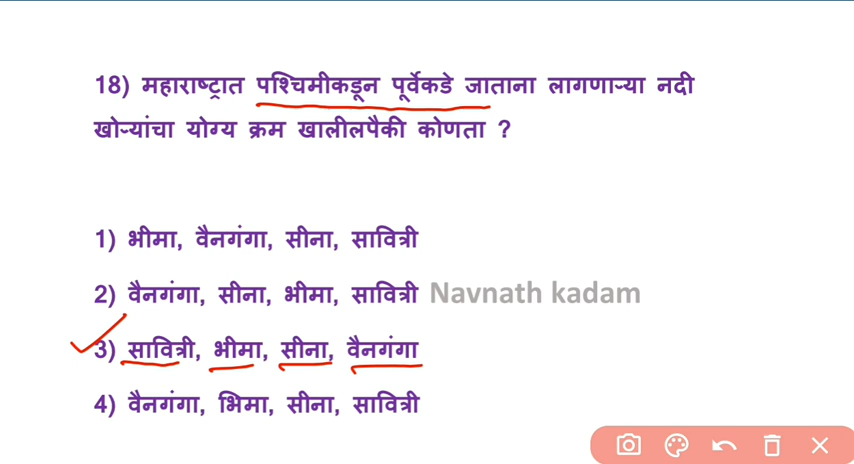 18) महाराष्ट्रात पश्चिमीकडून पूर्वेकडे जाताना लागणाऱ्या नदी
खोऱ्यांचा योग्य क्रम खालीलपैकी कोणता ?
1) भीमा, वैनगंगा, सीना, सावित्री
2) वैनगंगा, सीना, भीमा, सावित्री Navnath kadam
3) सावित्री, भीमा, सीना, वैनगंगा
4) वैनगंगा, भिमा, सीना, सावित्री